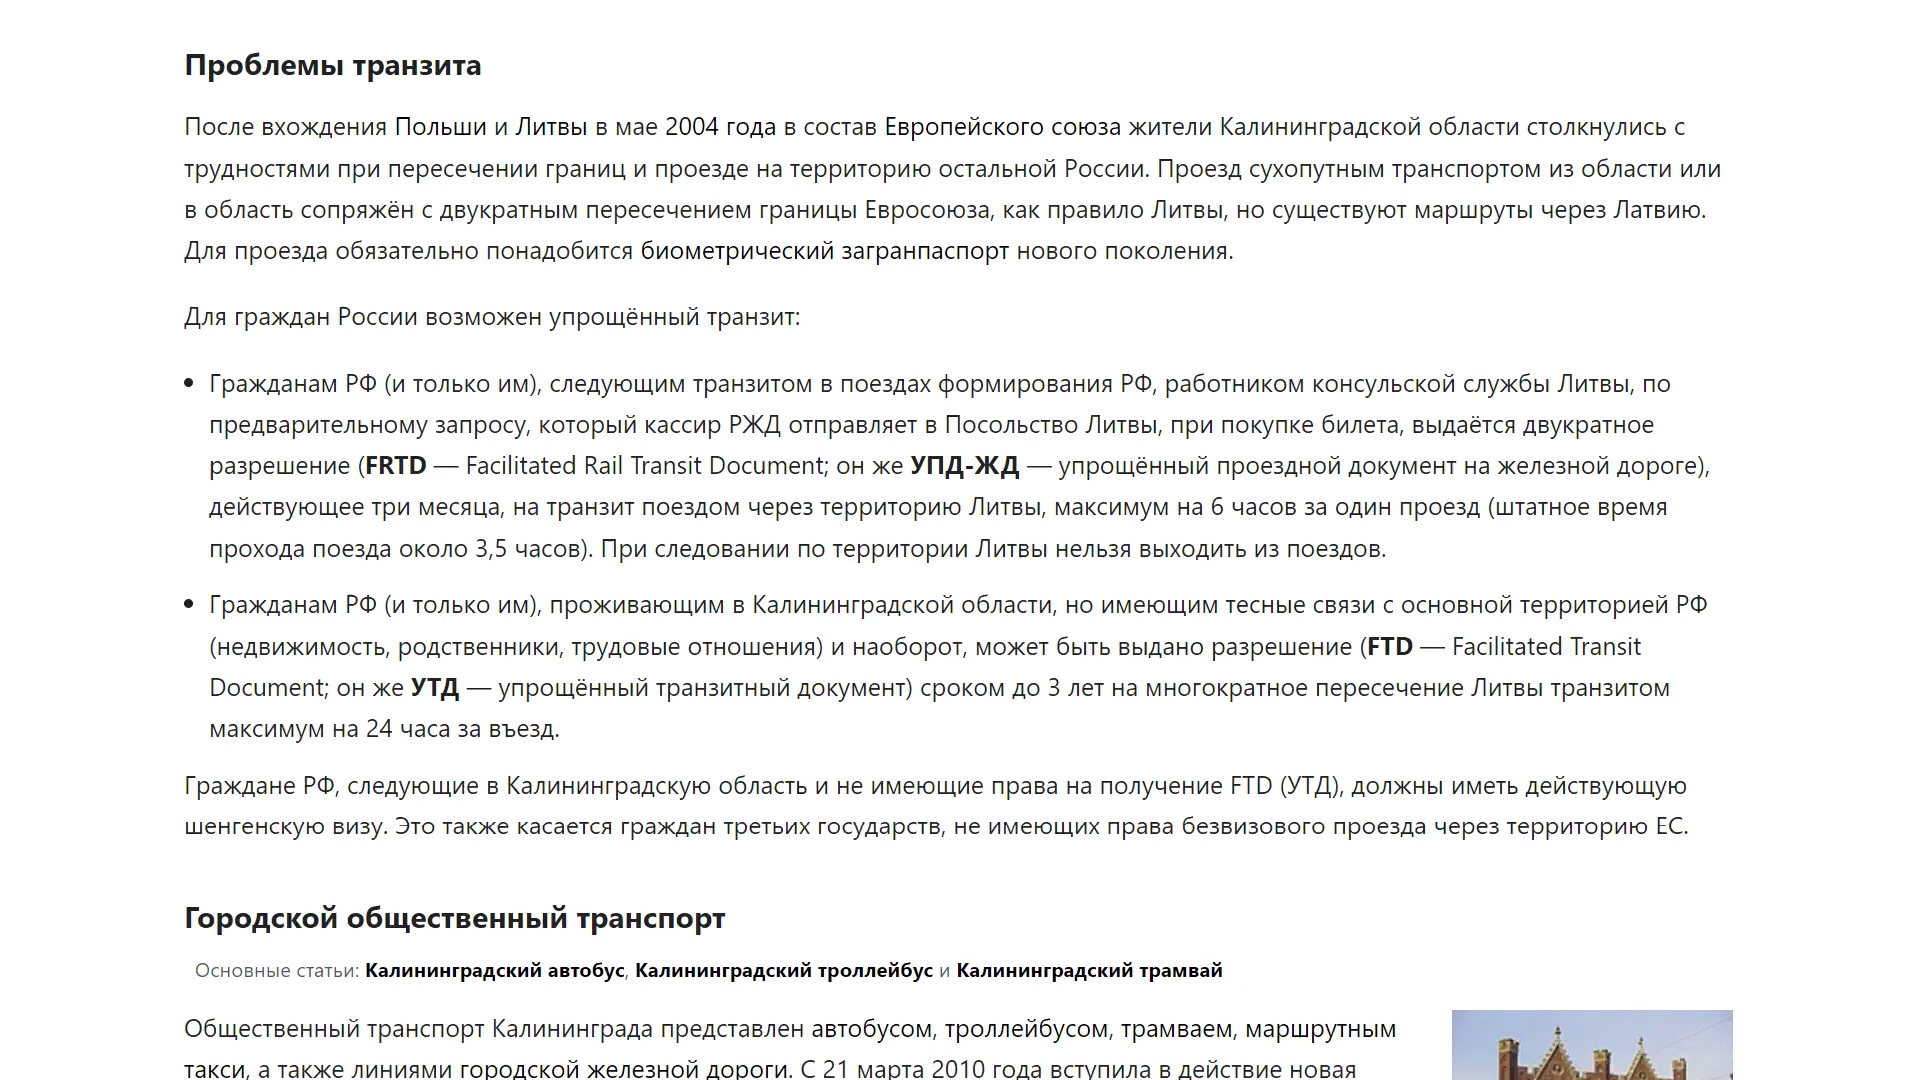 Проблемы транзита
После вхождения Польши и Литвы в мае 2004 года в состав Европейского союза жители Калининградской области столкнулись с
трудностями при пересечении границ и проезде на территорию остальной России. Проезд сухопутным транспортом из области или
в область сопряжён с двукратным пересечением границы Евросоюза, как правило Литвы, но существуют маршруты через Латвию.
Для проезда обязательно понадобится биометрический загранпаспорт нового поколения.
Для граждан России возможен упрощённый транзит:
Гражданам РФ (и только им), следующим транзитом в поездах формирования РФ, работником консульской службы Литвы, по
предварительному запросу, который кассир РЖД отправляет в Посольство Литвы, при покупке билета, выдаётся двукратное
разрешение (FRTD — Facilitated Rail Transit Document; он же УПД-ЖД — упрощённый проездной документ на железной дороге),
действующее три месяца, на транзит поездом через территорию Литвы, максимум на 6 часов за один проезд (штатное время
прохода поезда около 3,5 часов). При следовании по территории Литвы нельзя выходить из поездов.
Гражданам РФ (и только им), проживающим в Калининградской области, но имеющим тесные связи с основной территорией РФ
(недвижимость, родственники, трудовые отношения) и наоборот, может быть выдано разрешение (FTD — Facilitated Transit
Document; он же УТД — упрощённый транзитный документ) сроком до 3 лет на многократное пересечение Литвы транзитом
максимум на 24 часа за въезд.
Граждане РФ, следующие в Калининградскую область и не имеющие права на получение FTD (УТД), должны иметь действующую
шенгенскую визу. Это также касается граждан третьих государств, не имеющих права безвизового проезда через территорию ЕС.
Городской общественный транспорт
Основные статьи: Калининградский автобус, Калининградский троллейбус и Калининградский трамвай
Общественный транспорт Калининграда представлен автобусом, троллейбусом, трамваем, маршрутным
такси, а также линиями городской железной дороги. С 21 марта 2010 года вступила в действие новая